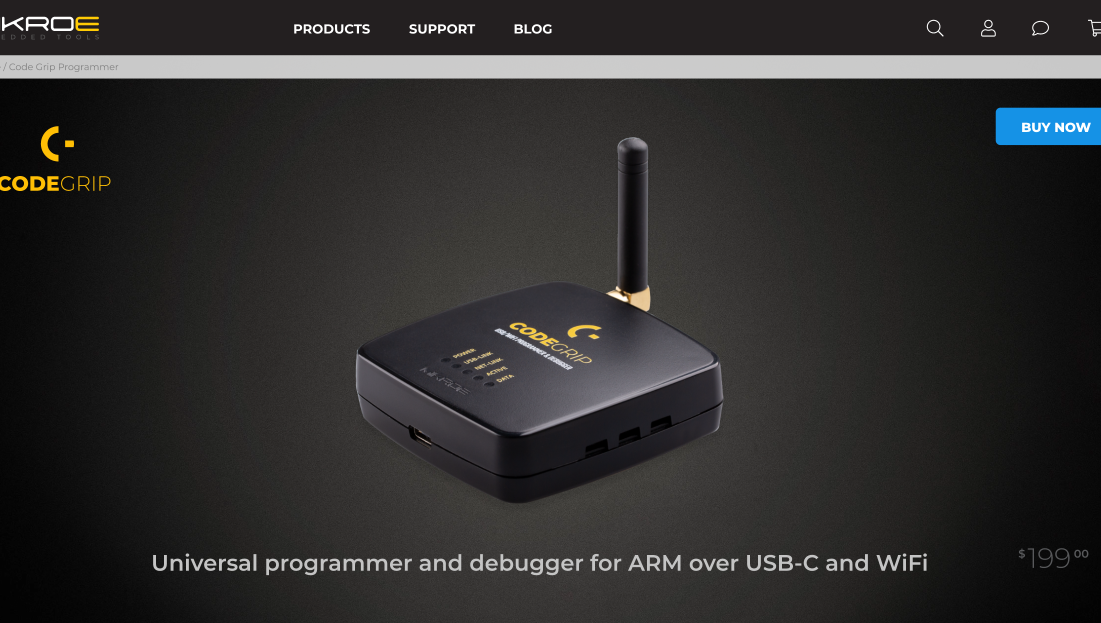 KROE
PRODUCTS SUPPORT BLOG
EDDED TOOLS
/ Code Grip Programmer
BUY NOW
CODEGRIP
CODEGRIP
POWER
USB-LINK
NET-LINK
ACTIVE
DATA
MIKROE
Universal programmer and debugger for ARM over USB-C and WiFi
$199.00